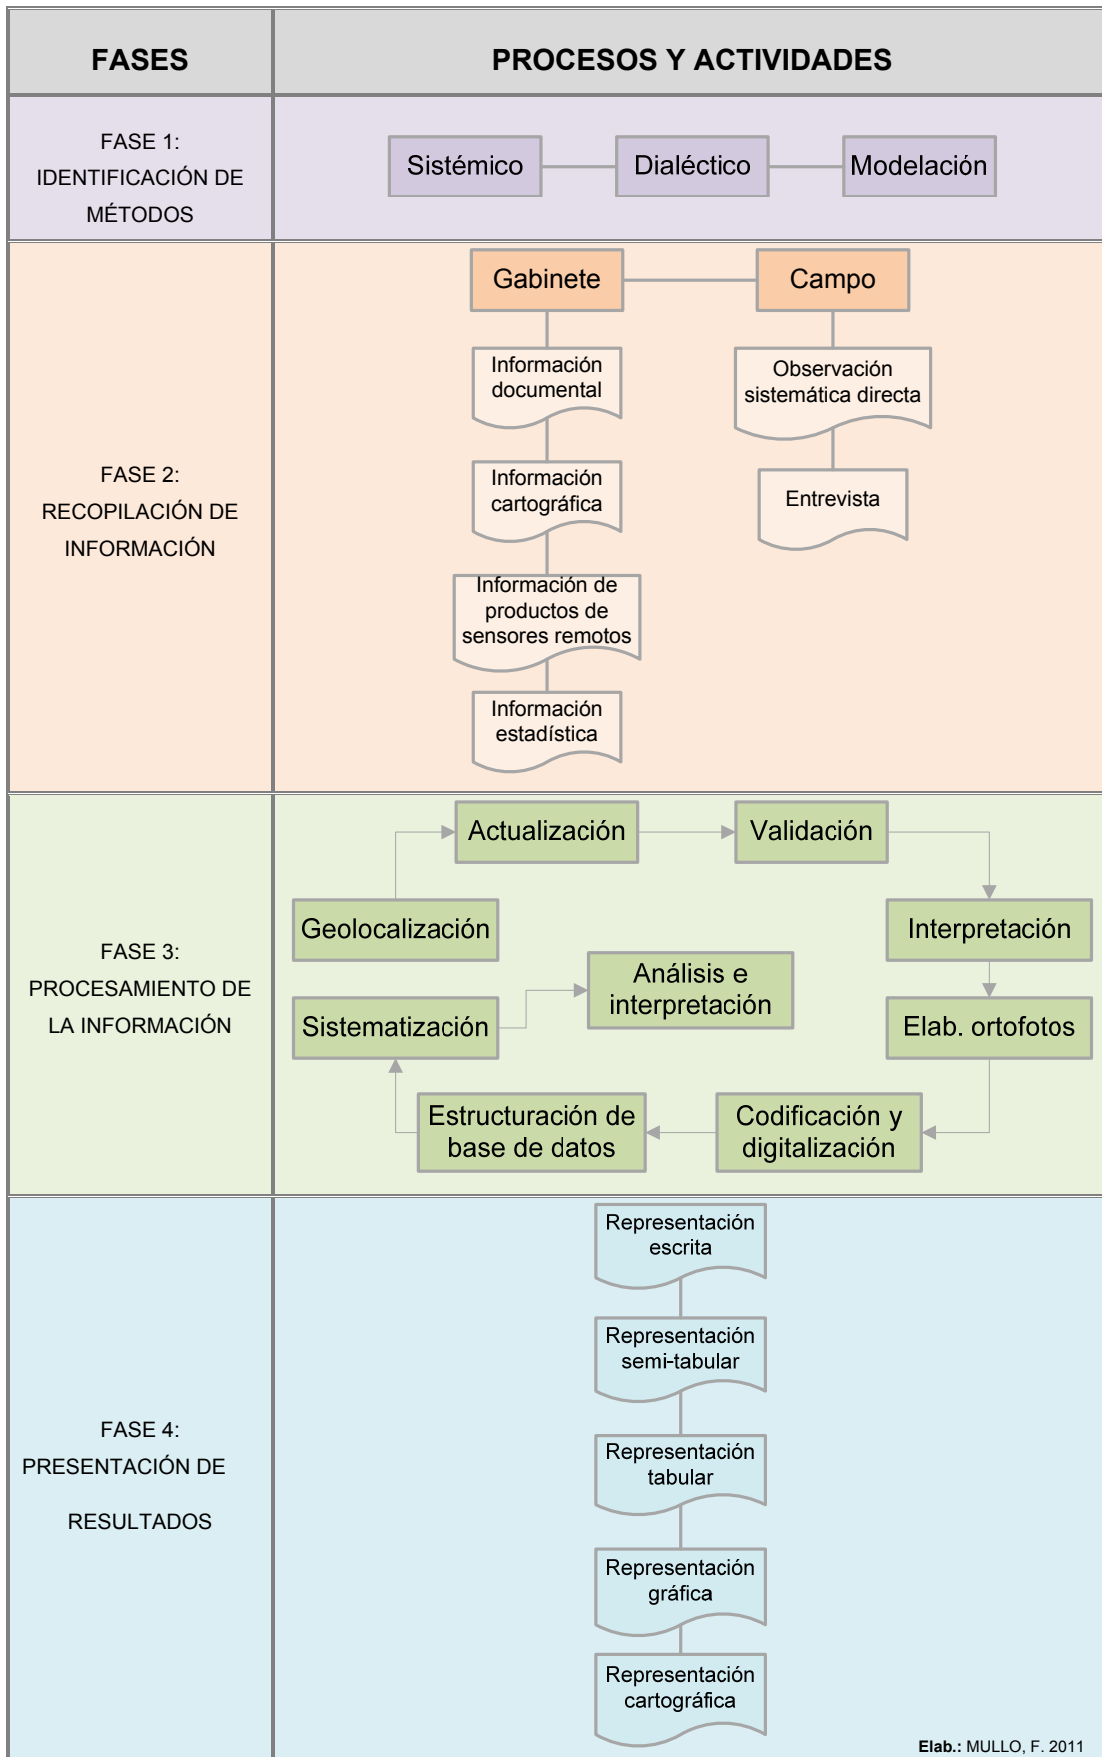 FASES
PROCESOS Y ACTIVIDADES
FASE 1:
IDENTIFICACIÓN DE
MÉTODOS
Sistémico
Dialéctico
Modelación
FASE 2:
RECOPILACIÓN DE
INFORMACIÓN
Gabinete
Campo
Información
documental
Información
cartográfica
Información de
productos de
sensores remotos
Información
estadística
Observación
sistemática directa
Entrevista
FASE 3:
PROCESAMIENTO DE
LA INFORMACIÓN
Geolocalización
Actualización
Validación
Interpretación
Elab. ortofotos
Codificación y
digitalización
Estructuración de
base de datos
Sistematización
Análisis e
interpretación
FASE 4:
PRESENTACIÓN DE
RESULTADOS
Representación
escrita
Representación
semi-tabular
Representación
tabular
Representación
gráfica
Representación
cartográfica
Elab.: MULLO, F. 2011